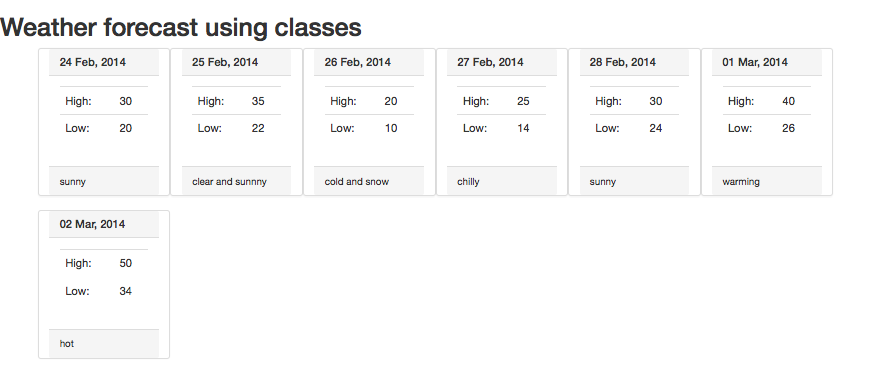 Weather forecast using classes
24 Feb, 2014
High: 30
Low: 20
sunny
25 Feb, 2014
High: 35
Low: 22
clear and sunnny
26 Feb, 2014
High: 20
Low: 10
cold and snow
27 Feb, 2014
High: 25
Low: 14
chilly
28 Feb, 2014
High: 30
Low: 24
sunny
01 Mar, 2014
High: 40
Low: 26
warming
02 Mar, 2014
High: 50
Low: 34
hot